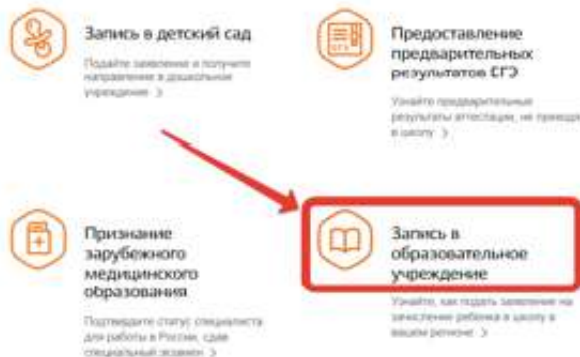 Запись в детский сад
Подайте заявление и получите
направление в дошкольное
учреждение >
Предоставление
предварительных
результатов ЕГЭ
Узнайте предварительные
результаты аттестации, не приходя
в школу >
Признание
зарубежного
медицинского
образования
Подтвердите статус специалиста
для работы в России, сдав
специальный экзамен >
Запись в
образовательное
учреждение
Узнайте, как подать заявление на
зачисление ребенка в школу в
вашем регионе >